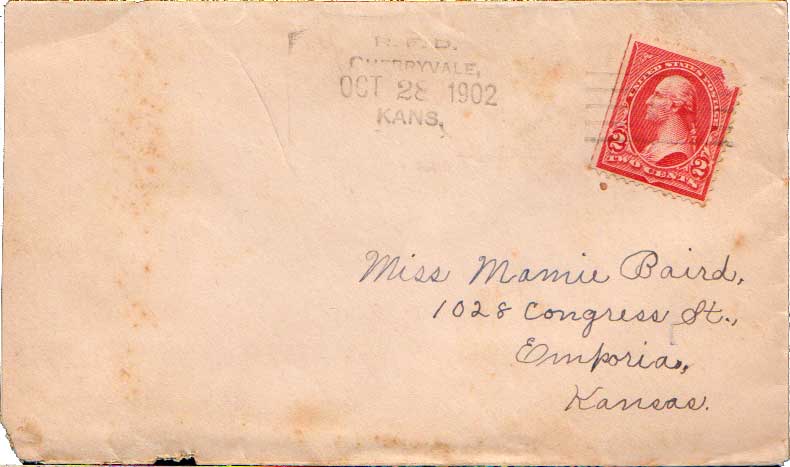 R. F. D.
CHERRYVALE,
OCT 28 1902
KANS.
UNITED STATES POSTAGE
2 2
TWO CENTS
Miss Mamie Baird,
1028 Congress St.,
Emporia,
Kansas.